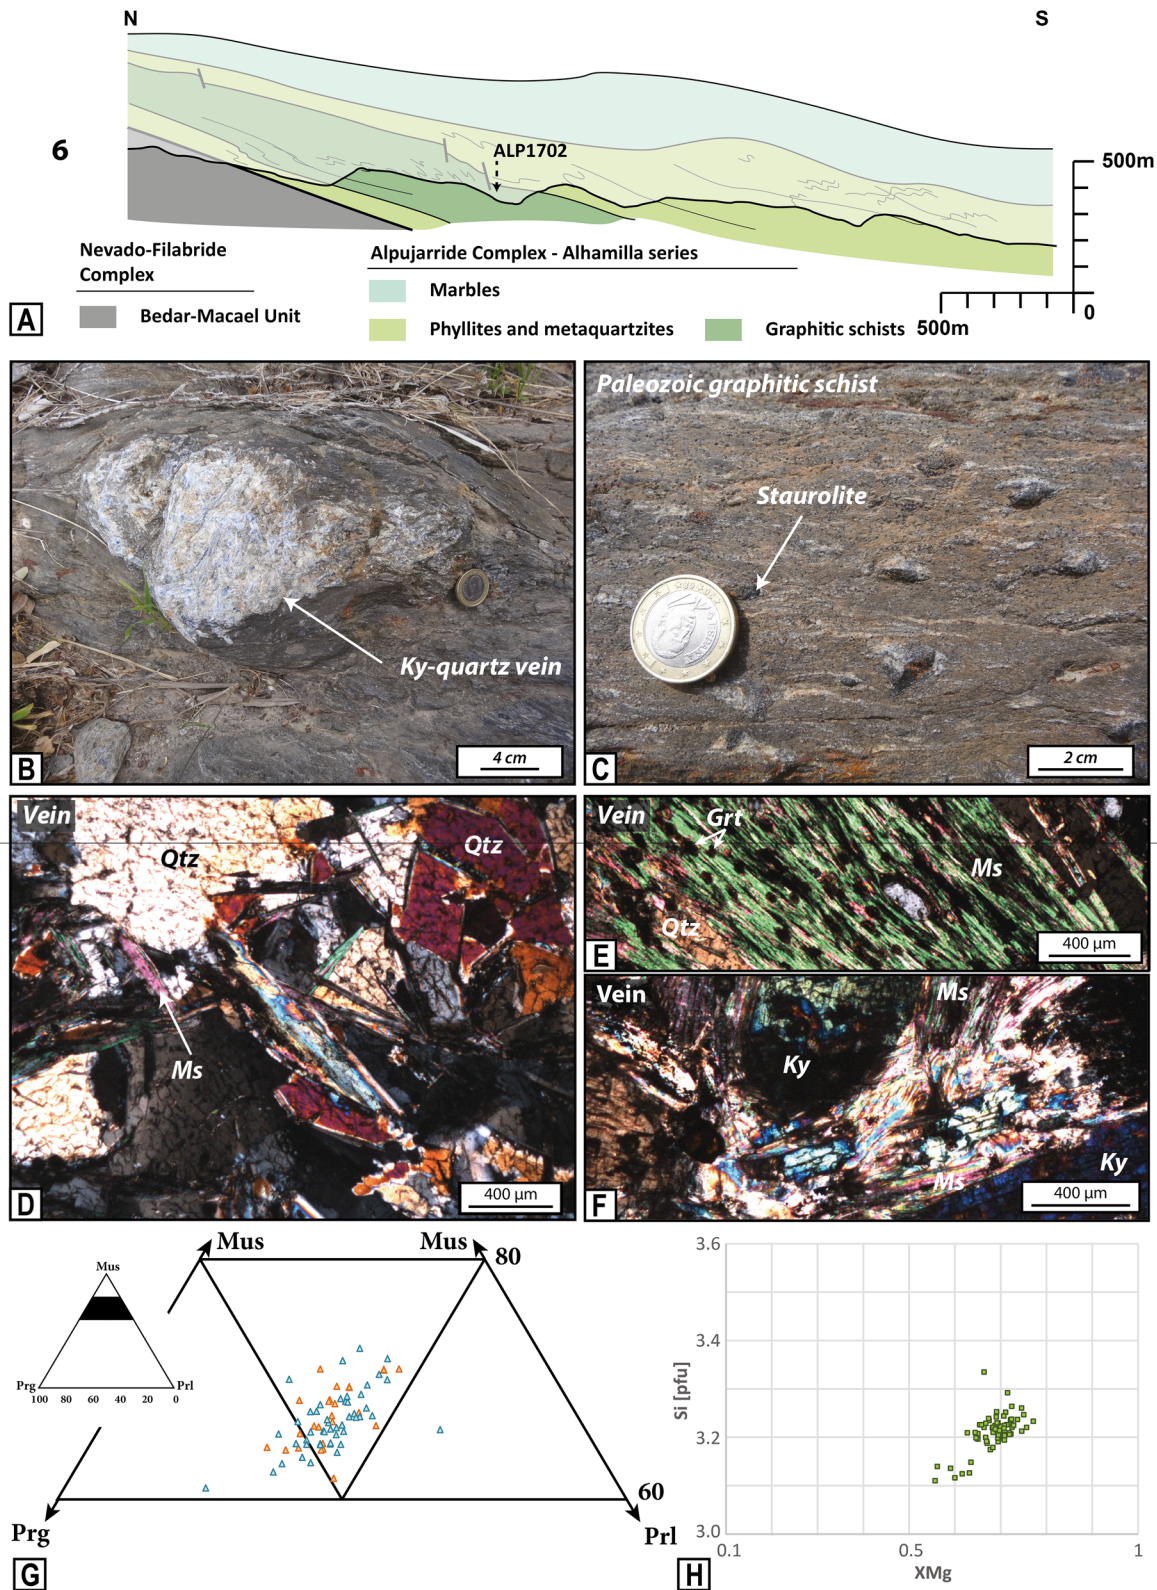 N
S
6
ALP1702
500m
0
500m
Nevado-Filabride
Complex
Bedar-Macael Unit
Alpujarride Complex - Alhamilla series
Marbles
Phyllites and metaquartzites
Graphitic schists
A
Ky-quartz vein
4 cm
B
Paleozoic graphitic schist
Staurolite
2 cm
C
Vein
Qtz
Qtz
Ms
400 µm
D
Vein
Grt
Ms
Qtz
400 µm
E
Vein
Ms
Ky
Ky
Ms
400 µm
F
Mus
Mus
80
60
Prg
Prl
Mus
Prg
Prl
100 80 60 40 20 0
G
3.6
3.4
3.2
3.0
Si [pfu]
0.1
0.5
1
XMg
H